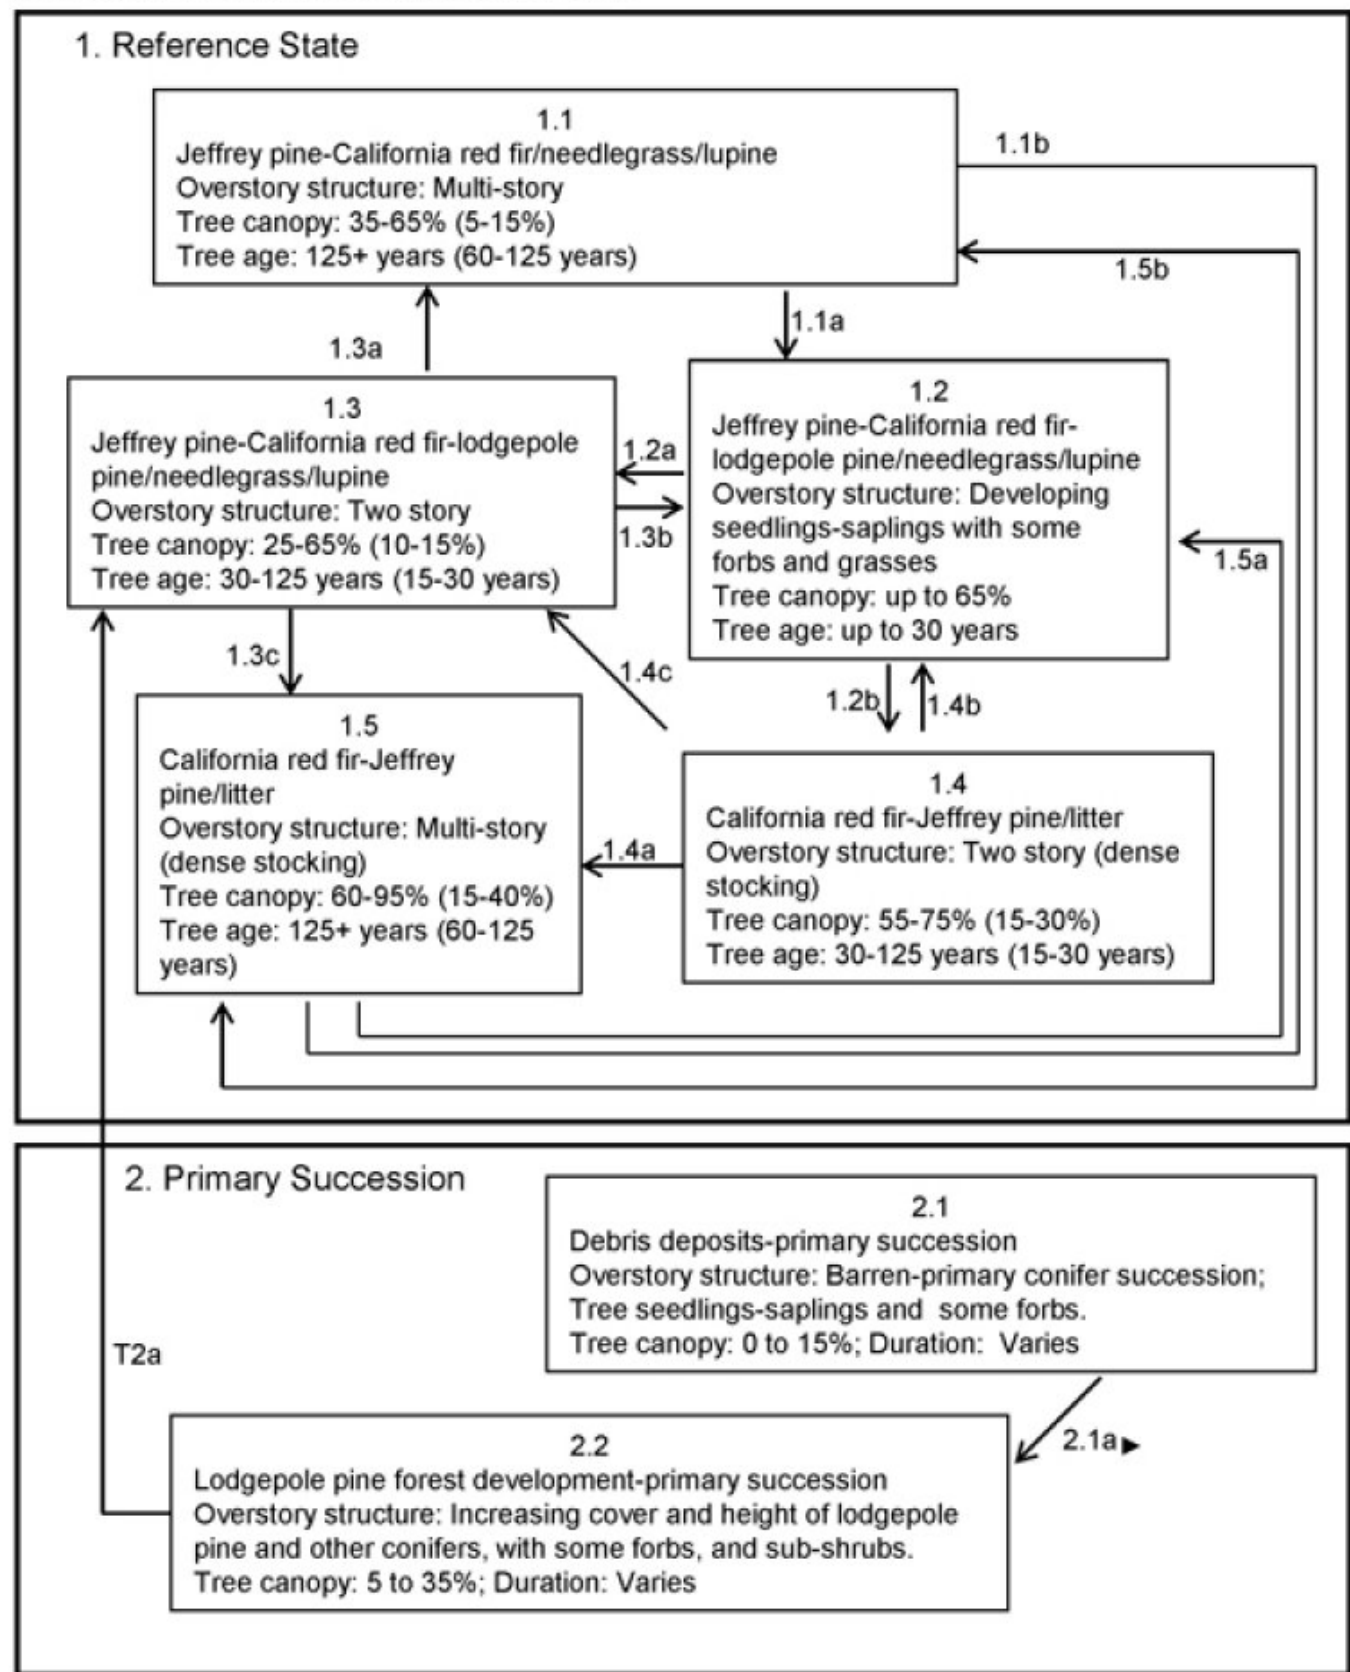 1. Reference State
1.1
Jeffrey pine-California red fir/needlegrass/lupine
Overstory structure: Multi-story
Tree canopy: 35-65% (5-15%)
Tree age: 125+ years (60-125 years)
1.1b
1.5b
1.1a
1.3a
1.3
Jeffrey pine-California red fir-lodgepole
pine/needlegrass/lupine
Overstory structure: Two story
Tree canopy: 25-65% (10-15%)
Tree age: 30-125 years (15-30 years)
1.2a
1.3b
1.2
Jeffrey pine-California red fir-
lodgepole pine/needlegrass/lupine
Overstory structure: Developing
seedlings-saplings with some
forbs and grasses
Tree canopy: up to 65%
Tree age: up to 30 years
1.5a
1.3c
1.4c
1.2b
1.4b
1.5
California red fir-Jeffrey
pine/litter
Overstory structure: Multi-story
(dense stocking)
Tree canopy: 60-95% (15-40%)
Tree age: 125+ years (60-125
years)
1.4a
1.4
California red fir-Jeffrey pine/litter
Overstory structure: Two story (dense
stocking)
Tree canopy: 55-75% (15-30%)
Tree age: 30-125 years (15-30 years)
2. Primary Succession
2.1
Debris deposits-primary succession
Overstory structure: Barren-primary conifer succession;
Tree seedlings-saplings and  some forbs.
Tree canopy: 0 to 15%; Duration:  Varies
T2a
2.1a►
2.2
Lodgepole pine forest development-primary succession
Overstory structure: Increasing cover and height of lodgepole
pine and other conifers, with some forbs, and sub-shrubs.
Tree canopy: 5 to 35%; Duration: Varies